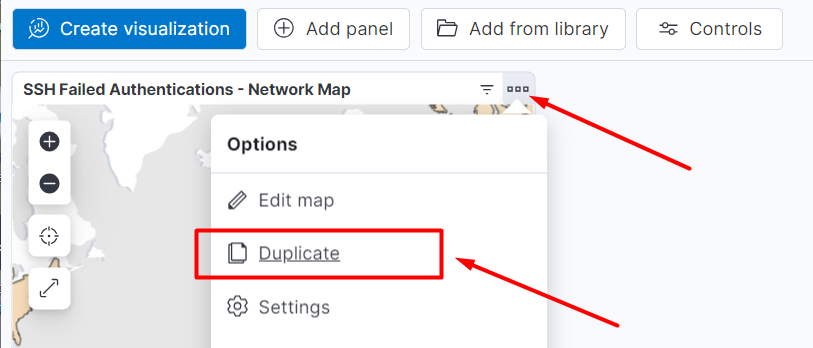 Create visualization
Add panel
Add from library
Controls
SSH Failed Authentications - Network Map
Options
Edit map
Duplicate
Settings